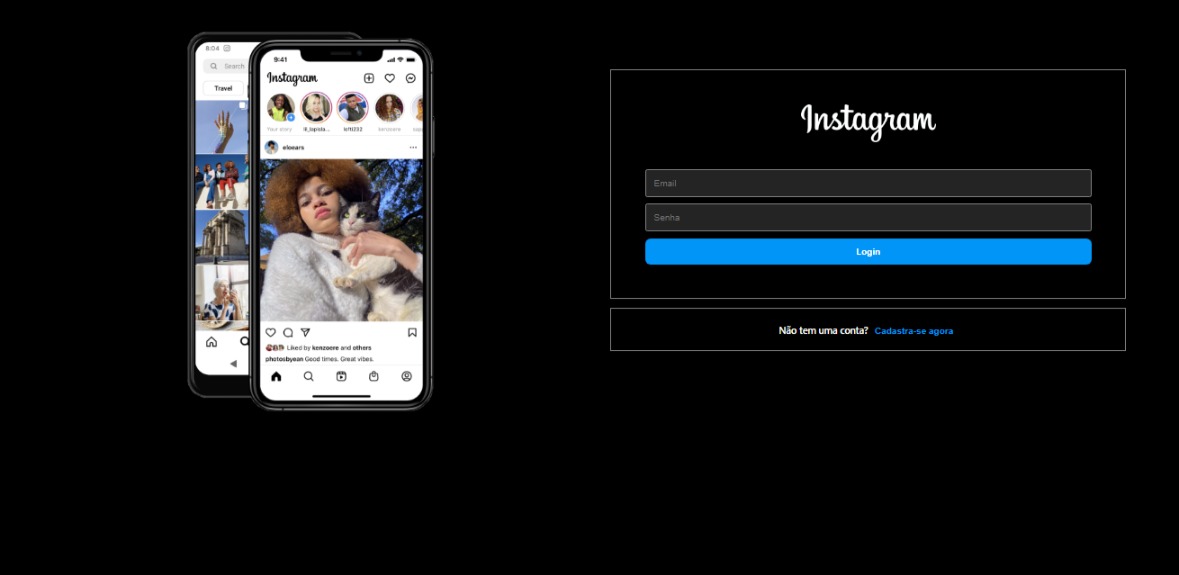 8:04
Search
Travel
9:41
Instagram
Your story
lil_lapisla...
lofti232
kenzoere
eloears
Liked by kenzoere and others
photosbyean Good times. Great vibes.
Instagram
Email
Senha
Login
Não tem uma conta? Cadastra-se agora